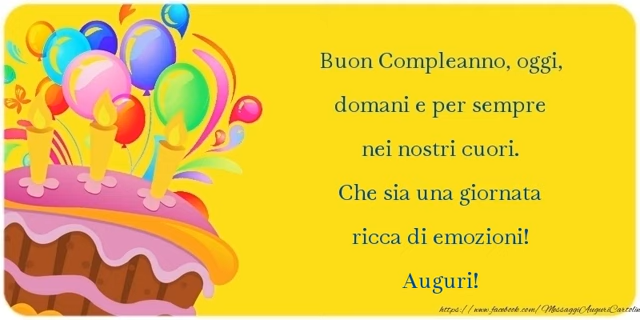 Buon Compleanno, oggi,
domani e per sempre
nei nostri cuori.
Che sia una giornata
ricca di emozioni!
Auguri!
https://www.facebook.com/MessaggiAuguriCartolin